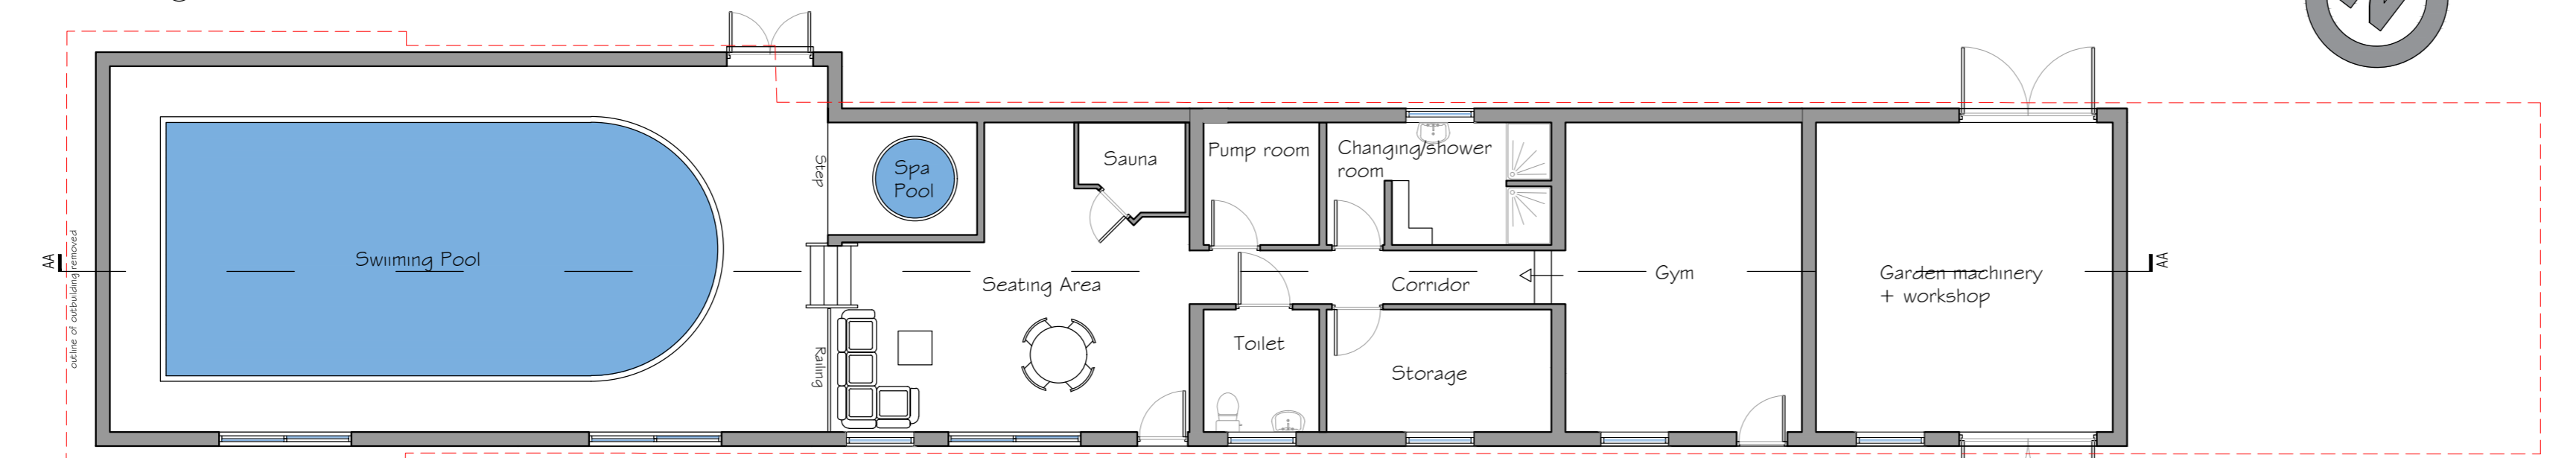 AA
outline of outbuilding removed
Swiiming Pool
Step
Railing
Spa
Pool
Seating Area
Sauna
Pump room
Toilet
Changing/shower
room
Corridor
Storage
Gym
Garden machinery
+ workshop
AA